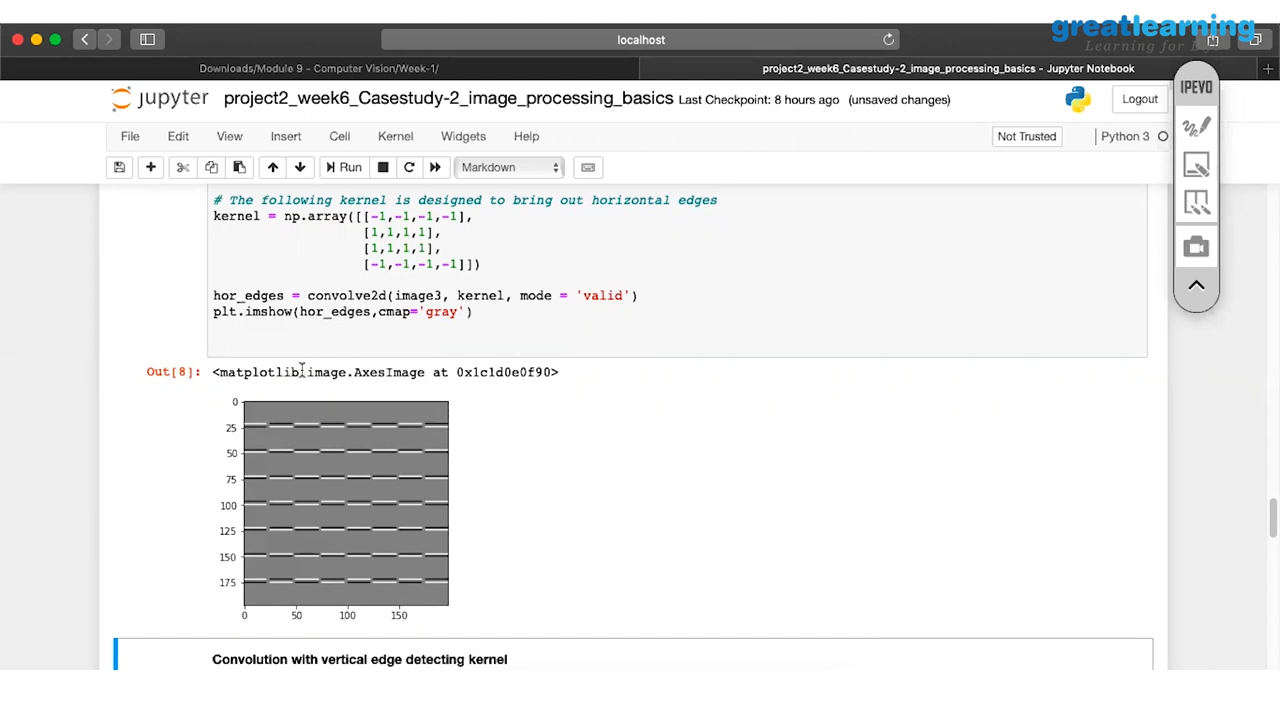 greatlearning
Learning for Life
localhost
Downloads/Module 9 - Computer Vision/Week-1/
project2_week6_Casestudy-2_image_processing_basics - Jupyter Notebook
IPEVO
jupyter project2_week6_Casestudy-2_image_processing_basics Last Checkpoint: 8 hours ago (unsaved changes)
Logout
File Edit View Insert Cell Kernel Widgets Help
Not Trusted
Python 3
Run
Markdown
# The following kernel is designed to bring out horizontal edges
kernel = np.array([[-1,-1,-1,-1],
[1,1,1,1],
[1,1,1,1],
[-1,-1,-1,-1]])
hor_edges = convolve2d(image3, kernel, mode = 'valid')
plt.imshow(hor_edges,cmap='gray')
Out[8]: <matplotlib.image.AxesImage at 0x1c1d0e0f90>
0
25
50
75
100
125
150
175
0 50 100 150
Convolution with vertical edge detecting kernel